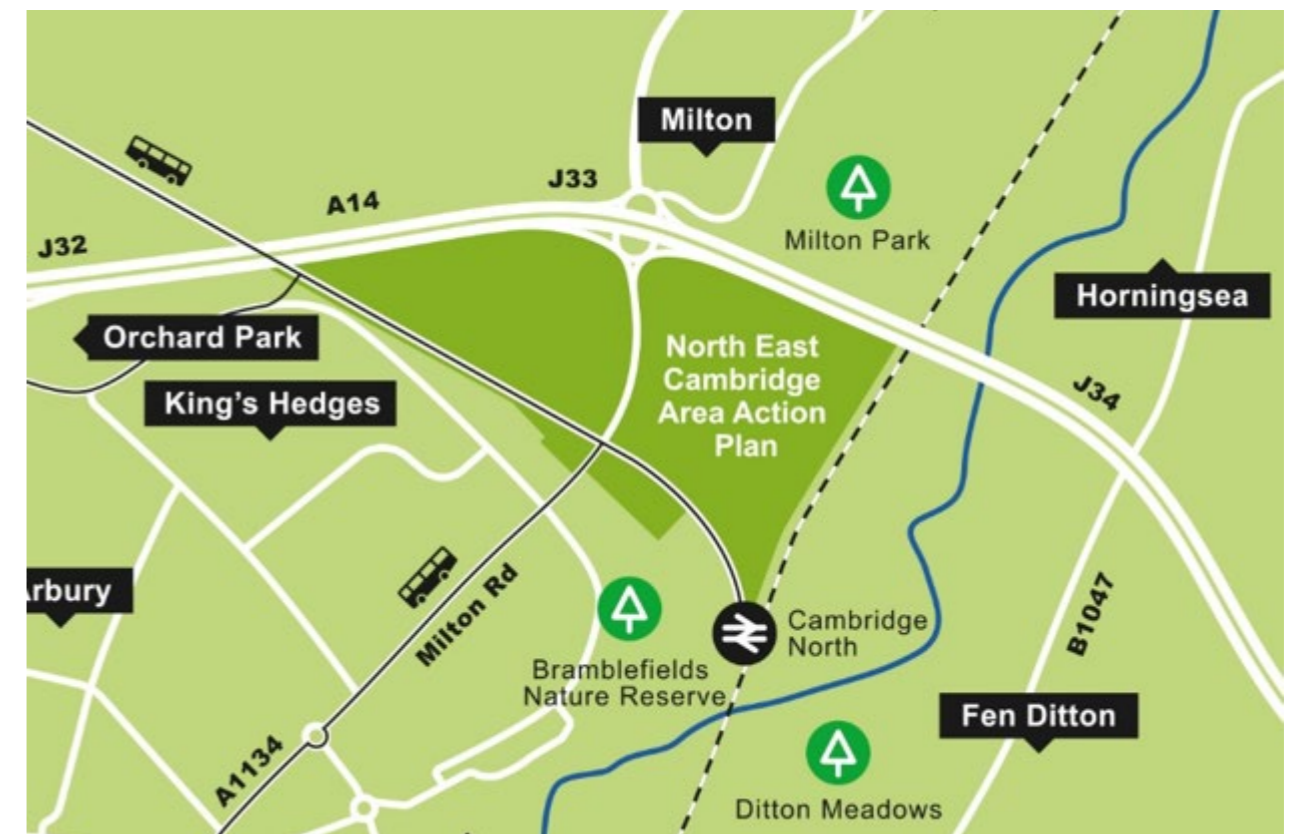 Milton
J33
A14
Milton Park
J32
Horningsea
Orchard Park
North East
Cambridge
Area Action
Plan
King's Hedges
J34
rbury
Milton Rd
Cambridge
North
B1047
Bramblefields
Nature Reserve
Fen Ditton
A1134
Ditton Meadows